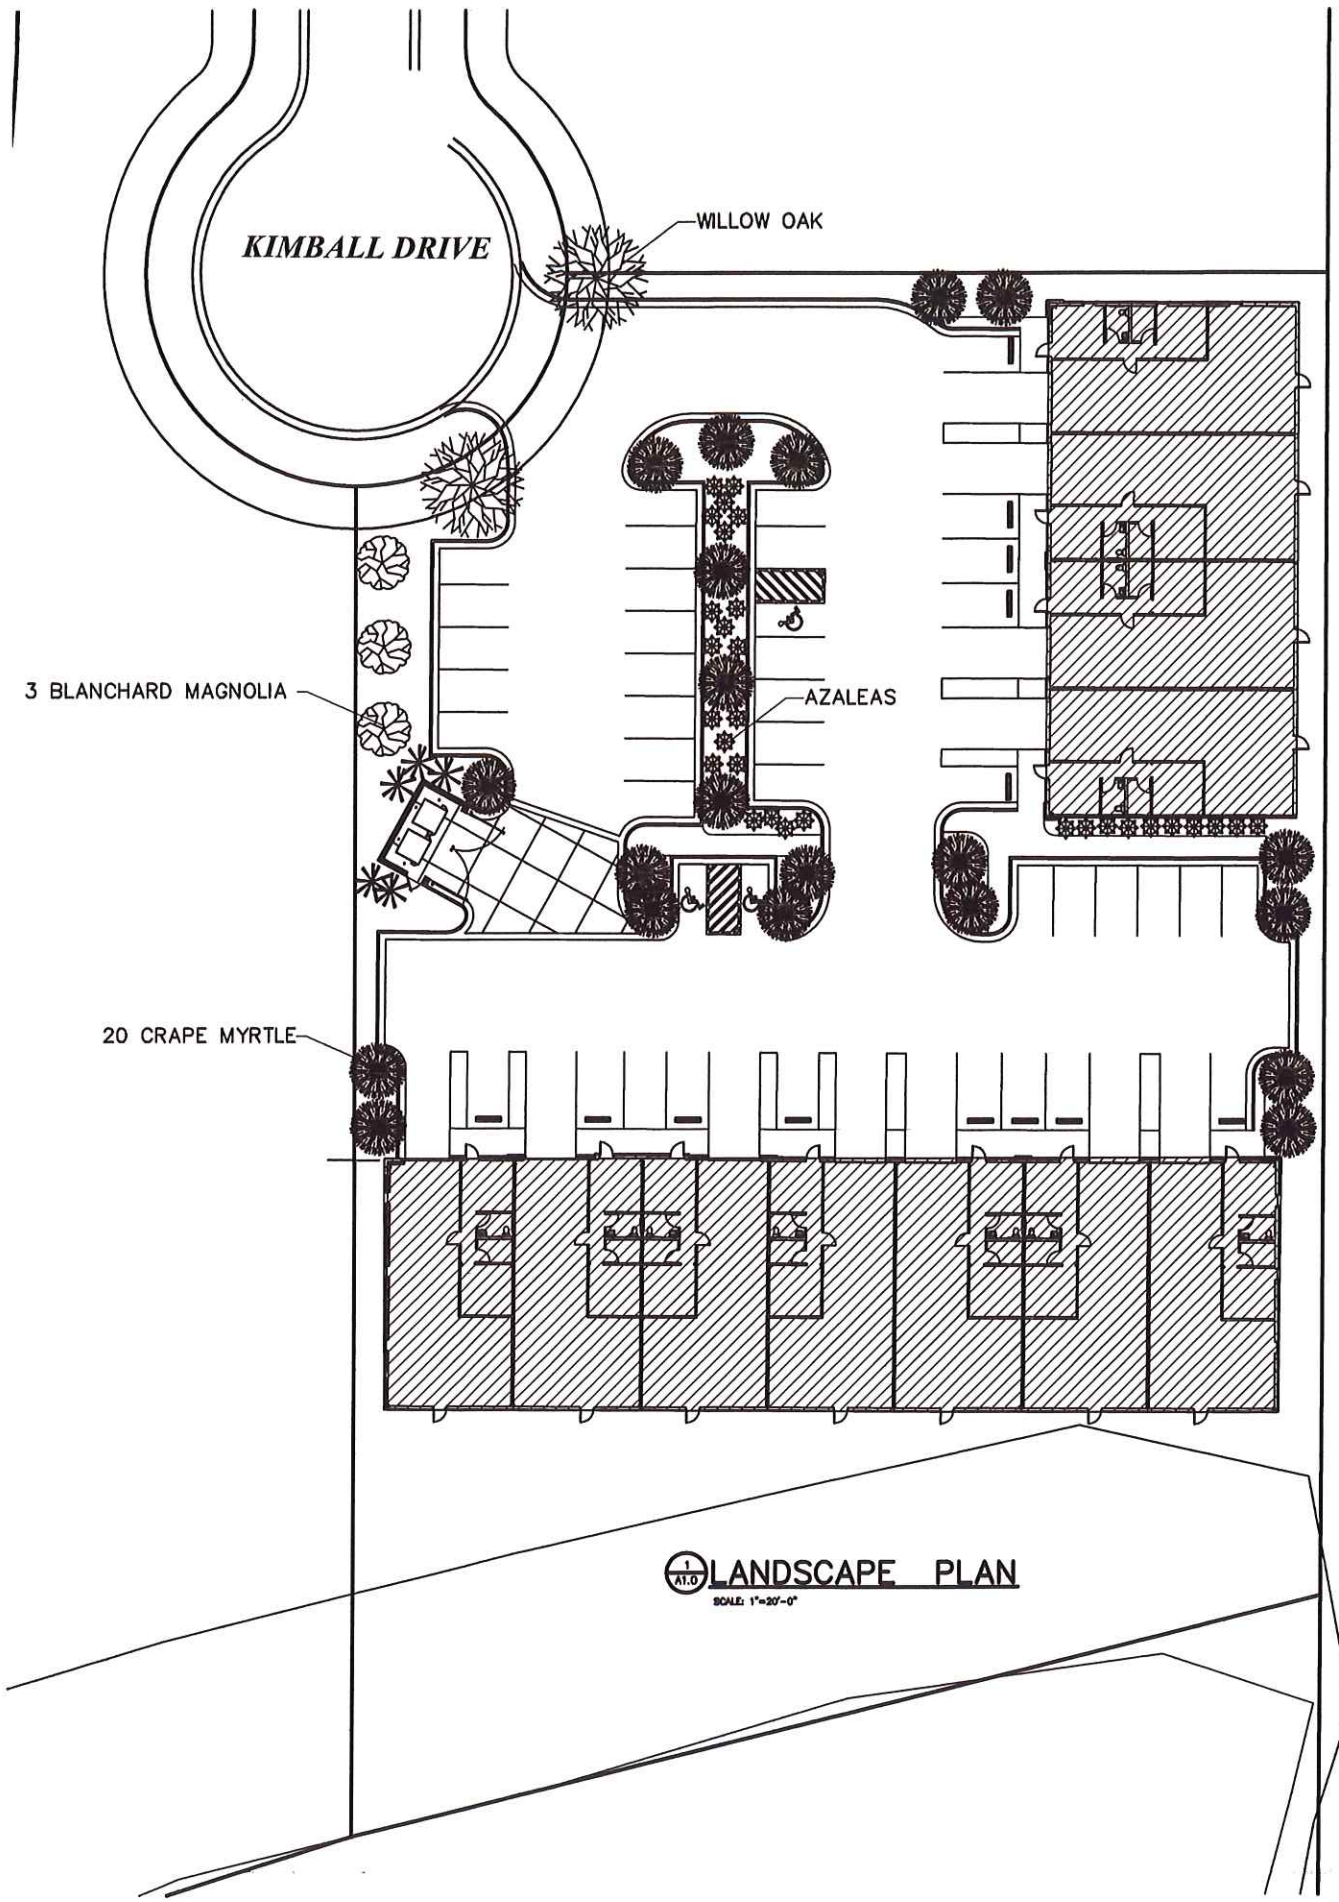 KIMBALL DRIVE
WILLOW OAK
3 BLANCHARD MAGNOLIA
AZALEAS
20 CRAPE MYRTLE
1
A1.0
LANDSCAPE PLAN
SCALE: 1"=20'-0"